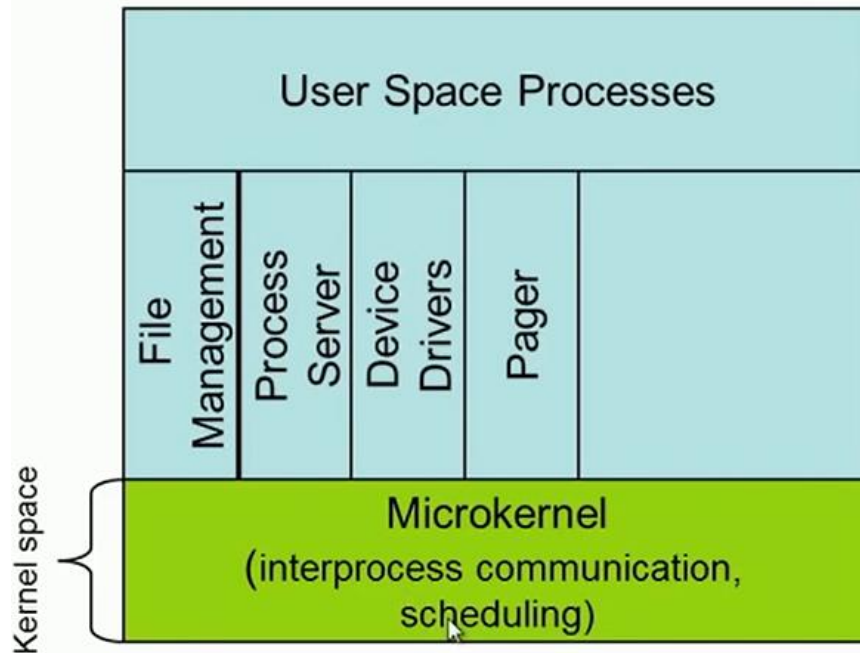 User Space Processes
File
Management
Process
Server
Device
Drivers
Pager
Kernel space
Microkernel
(interprocess communication,
scheduling)